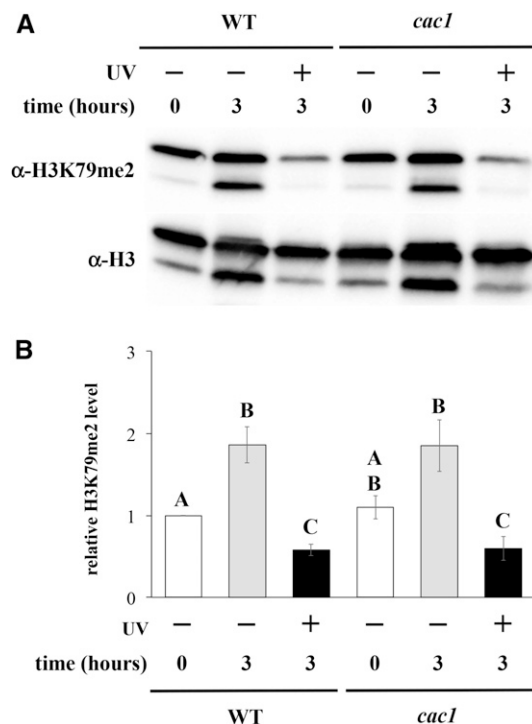 A
WT cac1
UV − − + − − +
time (hours) 0 3 3 0 3 3
α-H3K79me2
α-H3
B
relative H3K79me2 level
3
2
1
0
A
B
C
A
B
B
C
UV − − + − − +
time (hours) 0 3 3 0 3 3
WT cac1